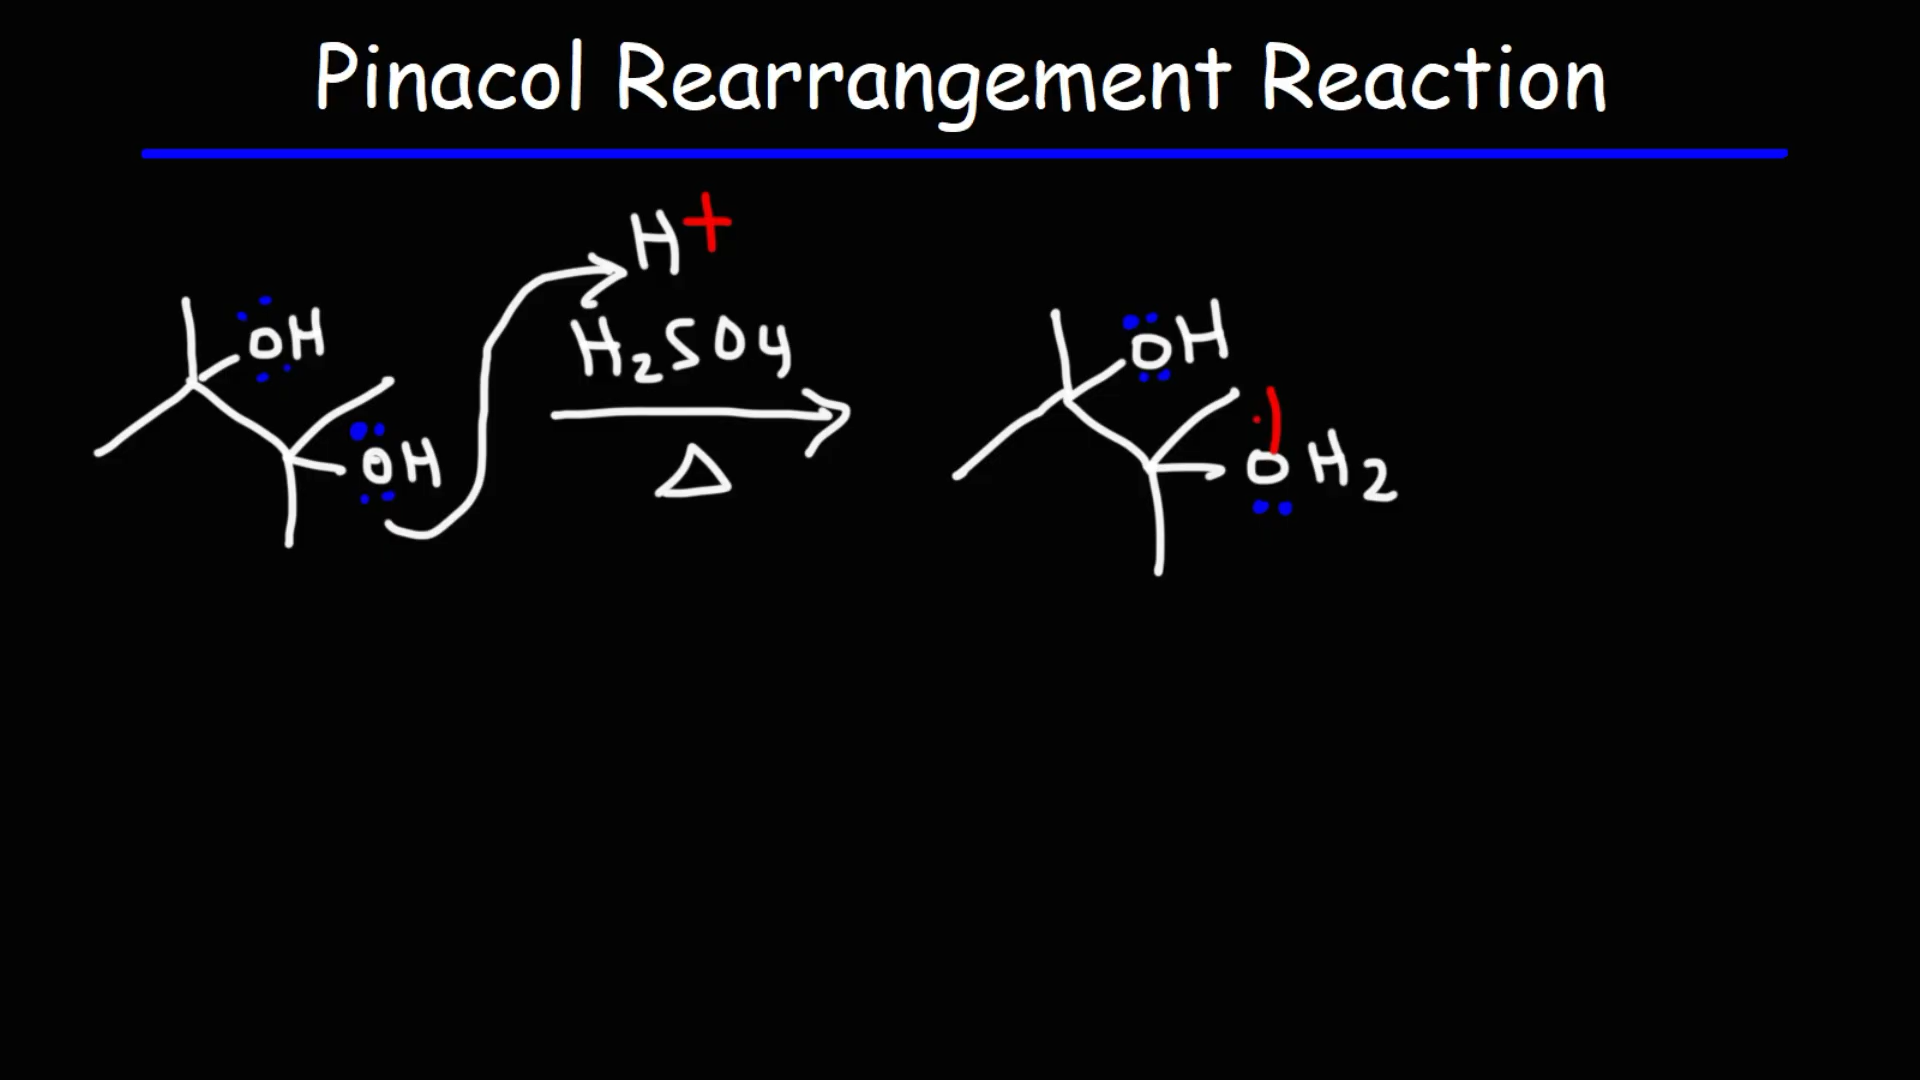 Pinacol Rearrangement Reaction
H+
H2SO4
OH
OH
Δ
OH
OH2